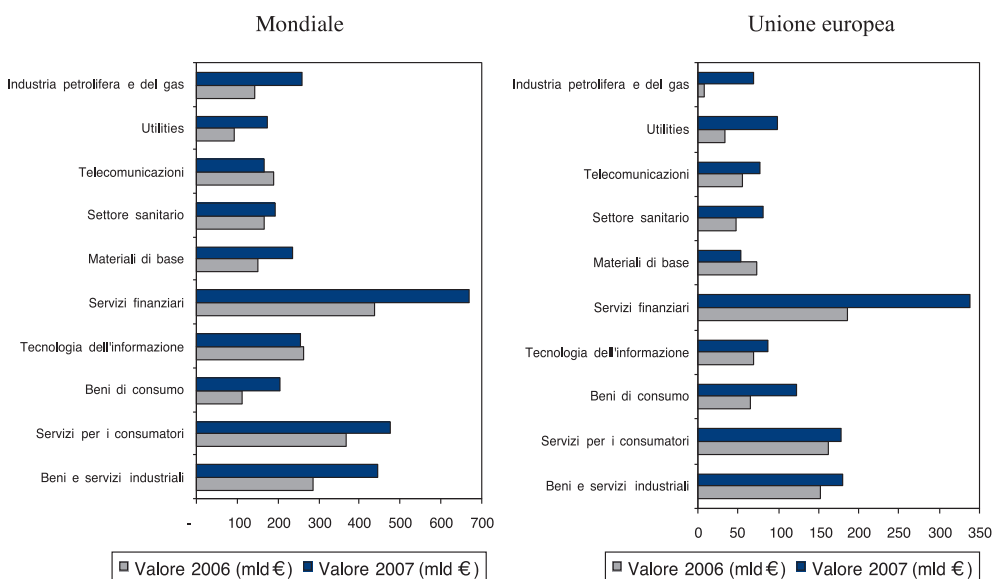 Mondiale
Industria petrolifera e del gas
Utilities
Telecomunicazioni
Settore sanitario
Materiali di base
Servizi finanziari
Tecnologia dell'informazione
Beni di consumo
Servizi per i consumatori
Beni e servizi industriali
- 100 200 300 400 500 600 700
Valore 2006 (mld €) Valore 2007 (mld €)
Unione europea
Industria petrolifera e del gas
Utilities
Telecomunicazioni
Settore sanitario
Materiali di base
Servizi finanziari
Tecnologia dell'informazione
Beni di consumo
Servizi per i consumatori
Beni e servizi industriali
0 50 100 150 200 250 300 350
Valore 2006 (mld €) Valore 2007 (mld €)